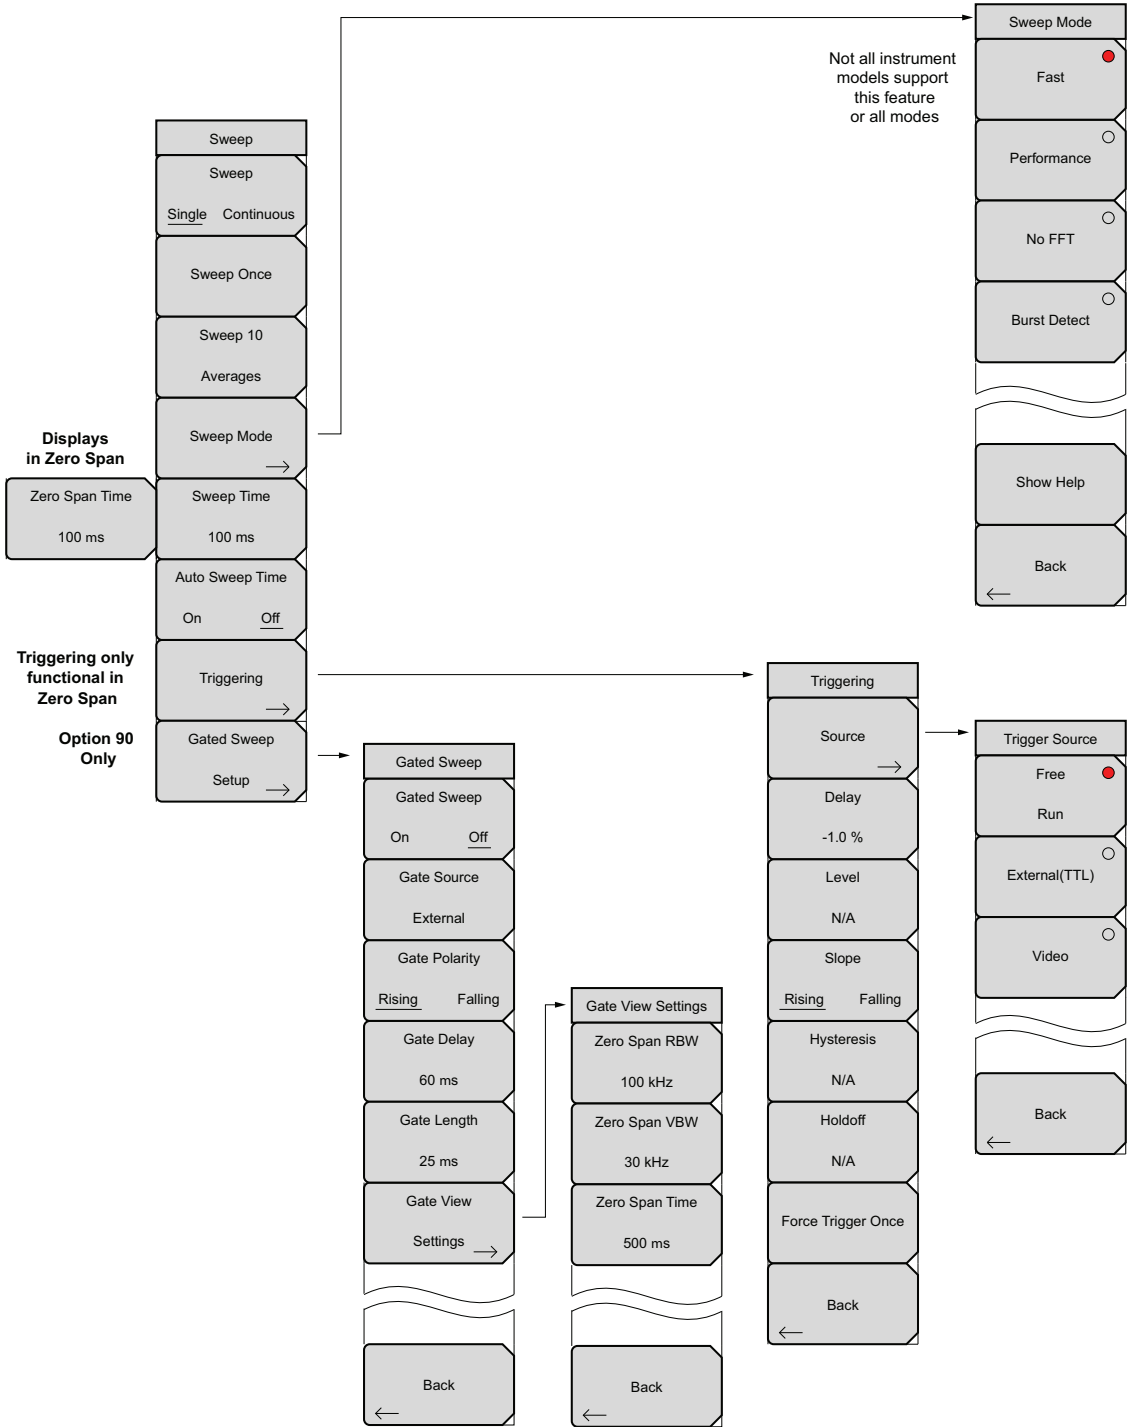 Sweep Mode
Fast
Performance
No FFT
Burst Detect
Show Help
Back
Not all instrument
models support
this feature
or all modes
Sweep
Sweep
Single Continuous
Sweep Once
Sweep 10
Averages
Sweep Mode
Displays
in Zero Span
Zero Span Time
100 ms
Sweep Time
100 ms
Auto Sweep Time
On Off
Triggering only
functional in
Zero Span
Triggering
Option 90
Only
Gated Sweep
Setup
Gated Sweep
Gated Sweep
On Off
Gate Source
External
Gate Polarity
Rising Falling
Gate Delay
60 ms
Gate Length
25 ms
Gate View
Settings
Back
Gate View Settings
Zero Span RBW
100 kHz
Zero Span VBW
30 kHz
Zero Span Time
500 ms
Back
Triggering
Source
Delay
-1.0 %
Level
N/A
Slope
Rising Falling
Hysteresis
N/A
Holdoff
N/A
Force Trigger Once
Back
Trigger Source
Free
Run
External(TTL)
Video
Back